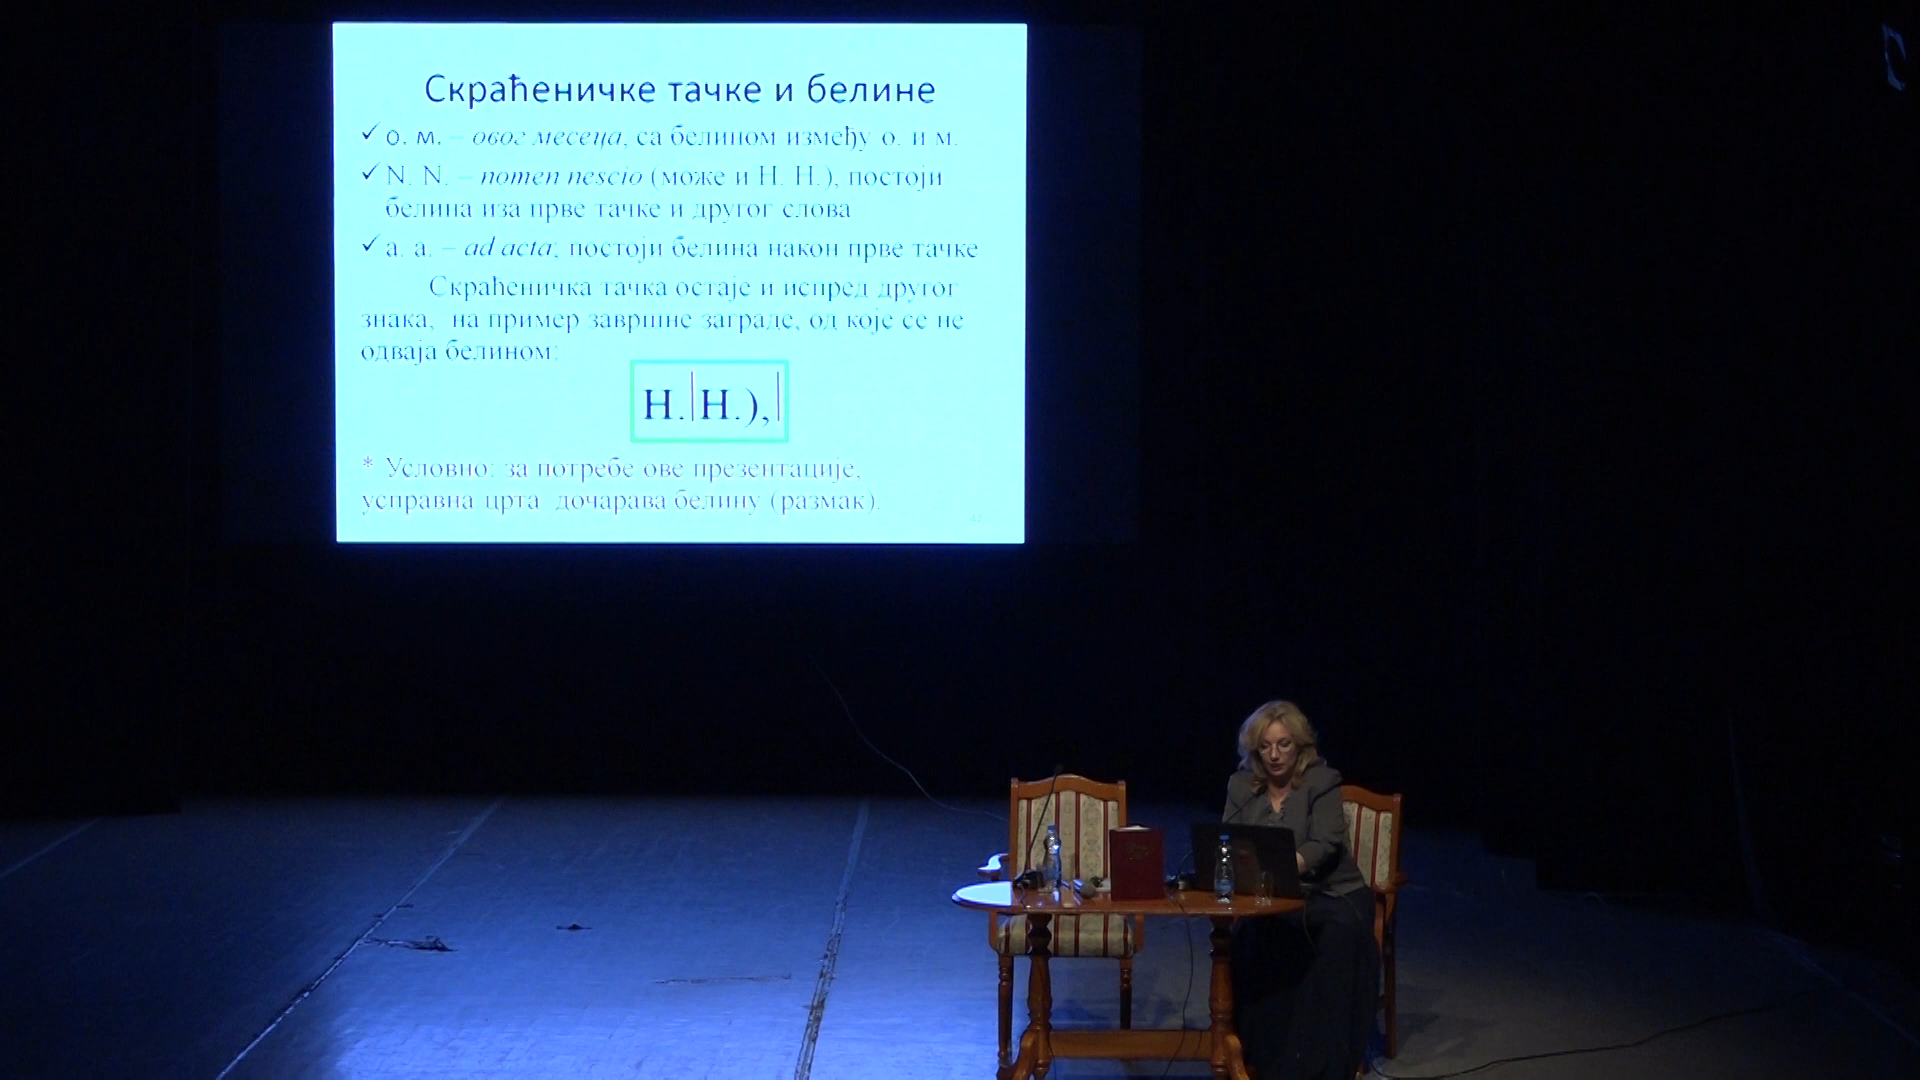 Скраћеничке тачке и белине
✓ о. м. – овог месеца, са белином између о. и м.
✓ N. N. – nomen nescio (може и Н. Н.), постоји
белина иза прве тачке и другог слова
✓ а. а. – ad acta; постоји белина након прве тачке
Скраћеничка тачка остаје и испред другог
знака, на пример завршне заграде, од које се не
одваја белином:
Н.|Н.),|
* Условно: за потребе ове презентације,
усправна црта дочарава белину (размак).